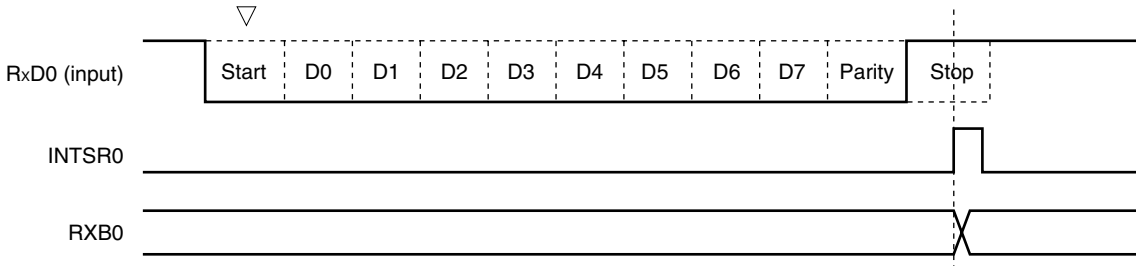 RxD0 (input) Start D0 D1 D2 D3 D4 D5 D6 D7 Parity Stop
INTSR0
RXB0